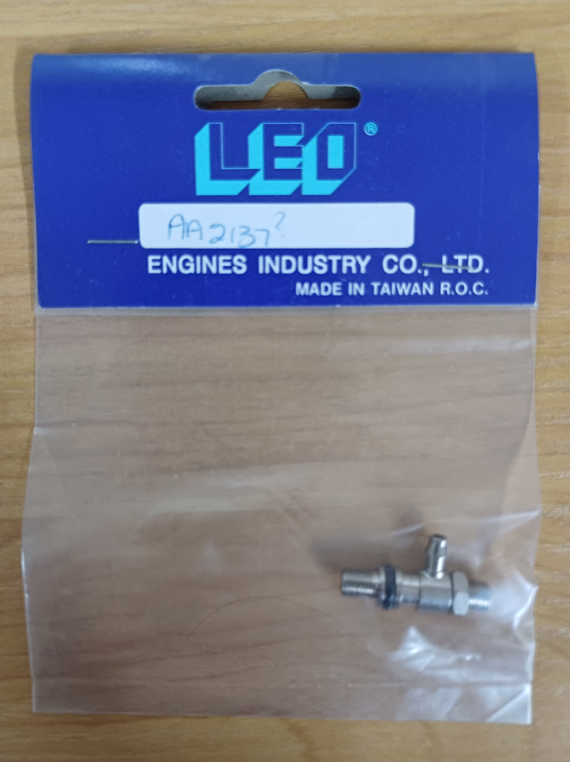 LEO®
AA2137?
ENGINES INDUSTRY CO., LTD.
MADE IN TAIWAN R.O.C.